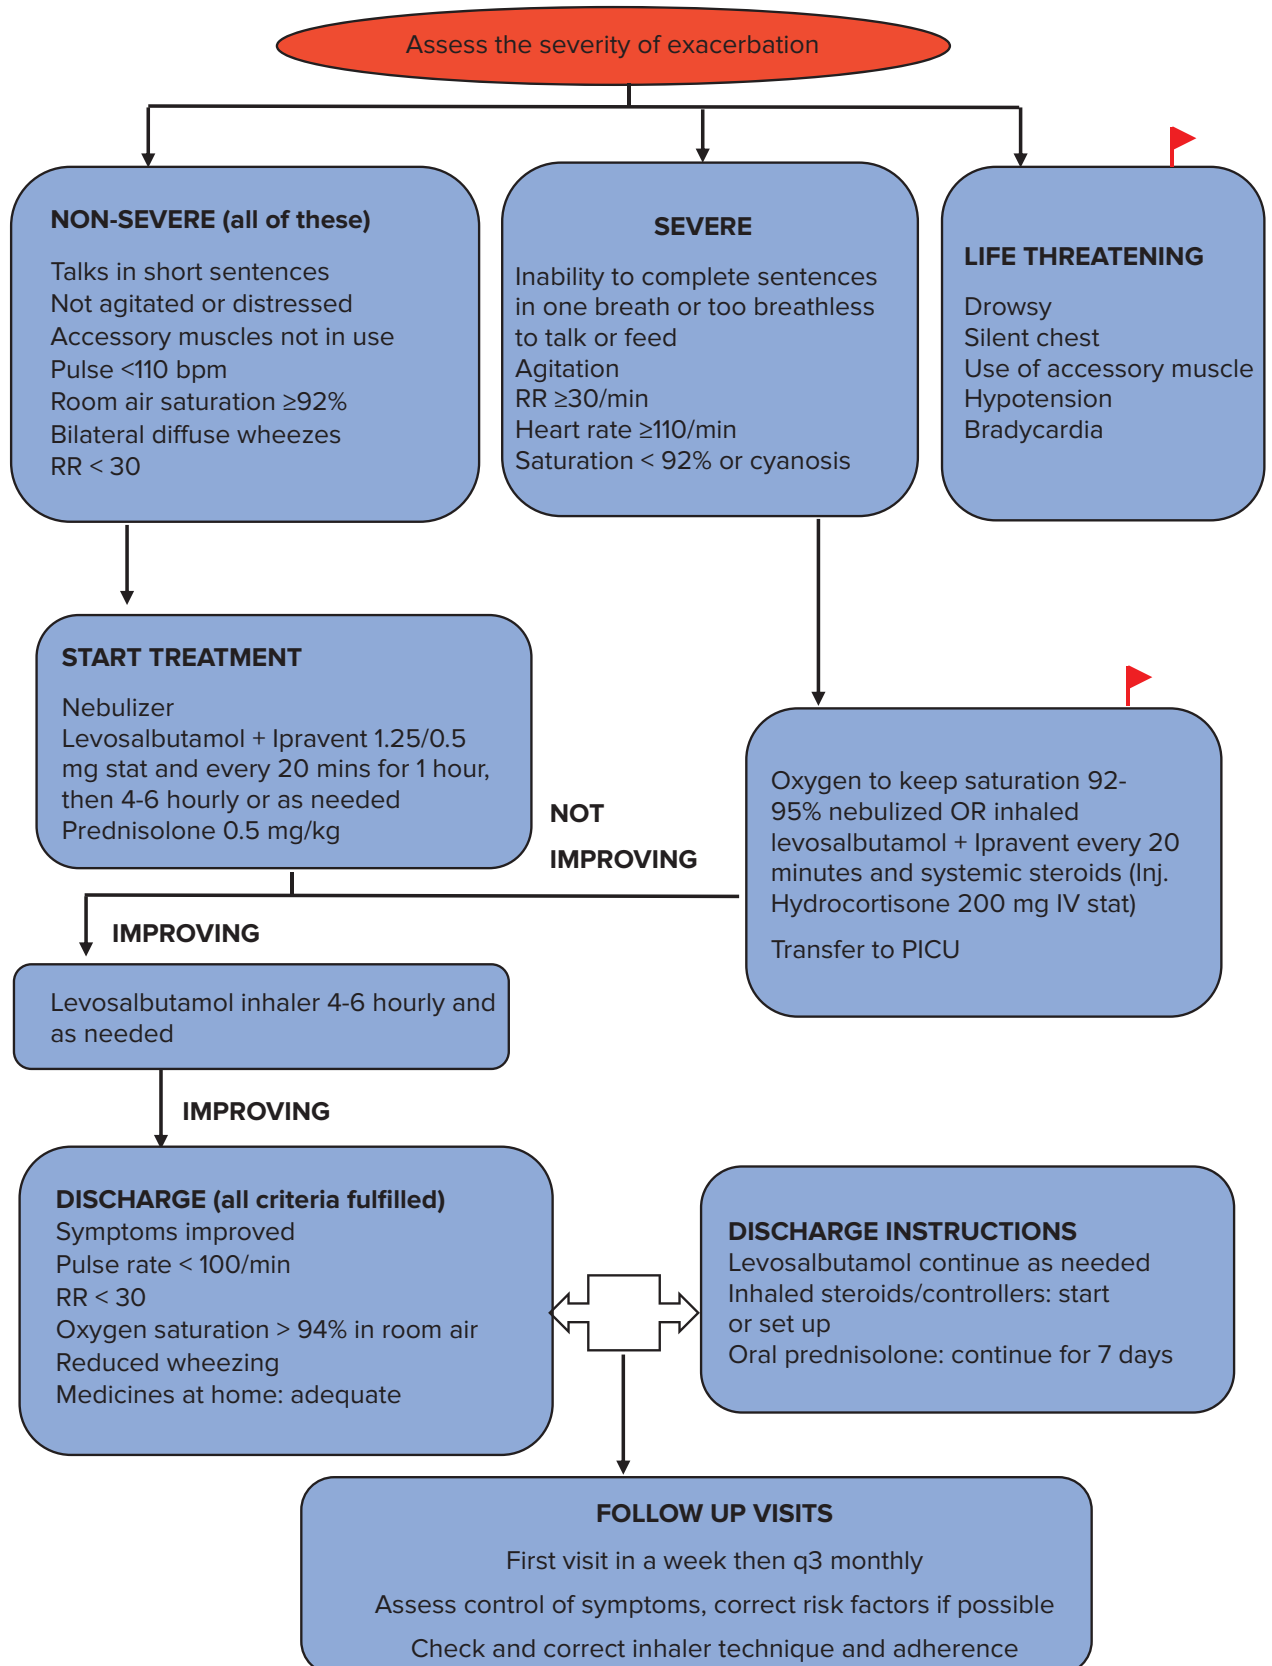 Assess the severity of exacerbation
NON-SEVERE (all of these)
Talks in short sentences
Not agitated or distressed
Accessory muscles not in use
Pulse <110 bpm
Room air saturation ≥92%
Bilateral diffuse wheezes
RR < 30
SEVERE
Inability to complete sentences
in one breath or too breathless
to talk or feed
Agitation
RR ≥30/min
Heart rate ≥110/min
Saturation < 92% or cyanosis
LIFE THREATENING
Drowsy
Silent chest
Use of accessory muscle
Hypotension
Bradycardia
START TREATMENT
Nebulizer
Levosalbutamol + Ipravent 1.25/0.5
mg stat and every 20 mins for 1 hour,
then 4-6 hourly or as needed
Prednisolone 0.5 mg/kg
NOT
IMPROVING
Oxygen to keep saturation 92-
95% nebulized OR inhaled
levosalbutamol + Ipravent every 20
minutes and systemic steroids (Inj.
Hydrocortisone 200 mg IV stat)
Transfer to PICU
IMPROVING
Levosalbutamol inhaler 4-6 hourly and
as needed
IMPROVING
DISCHARGE (all criteria fulfilled)
Symptoms improved
Pulse rate < 100/min
RR < 30
Oxygen saturation > 94% in room air
Reduced wheezing
Medicines at home: adequate
DISCHARGE INSTRUCTIONS
Levosalbutamol continue as needed
Inhaled steroids/controllers: start
or set up
Oral prednisolone: continue for 7 days
FOLLOW UP VISITS
First visit in a week then q3 monthly
Assess control of symptoms, correct risk factors if possible
Check and correct inhaler technique and adherence